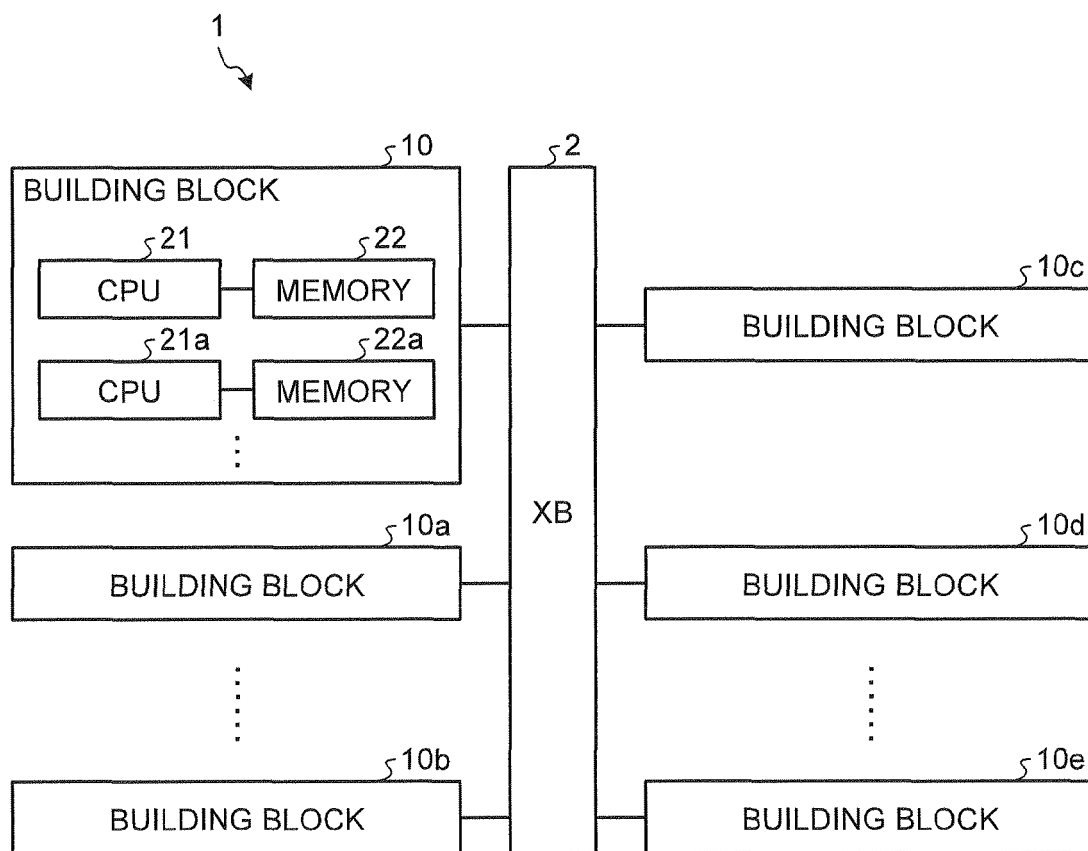 1
10
2
BUILDING BLOCK
21
22
CPU
MEMORY
21a
22a
CPU
MEMORY
10c
BUILDING BLOCK
XB
10a
BUILDING BLOCK
10d
BUILDING BLOCK
10b
BUILDING BLOCK
10e
BUILDING BLOCK